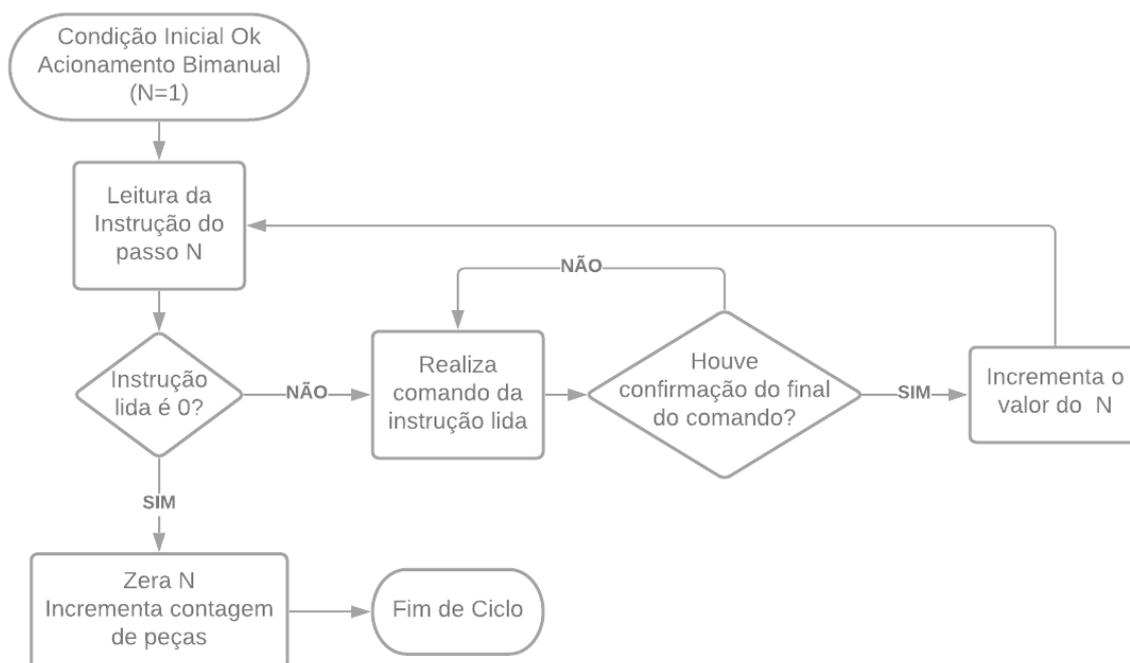 Condição Inicial Ok
Acionamento Bimanual
(N=1)
Leitura da
Instrução do
passo N
Instrução
lida é 0?
NÃO
Realiza
comando da
instrução lida
NÃO
Houve
confirmação do final
do comando?
SIM
Incrementa o
valor do N
SIM
Zera N
Incrementa contagem
de peças
Fim de Ciclo